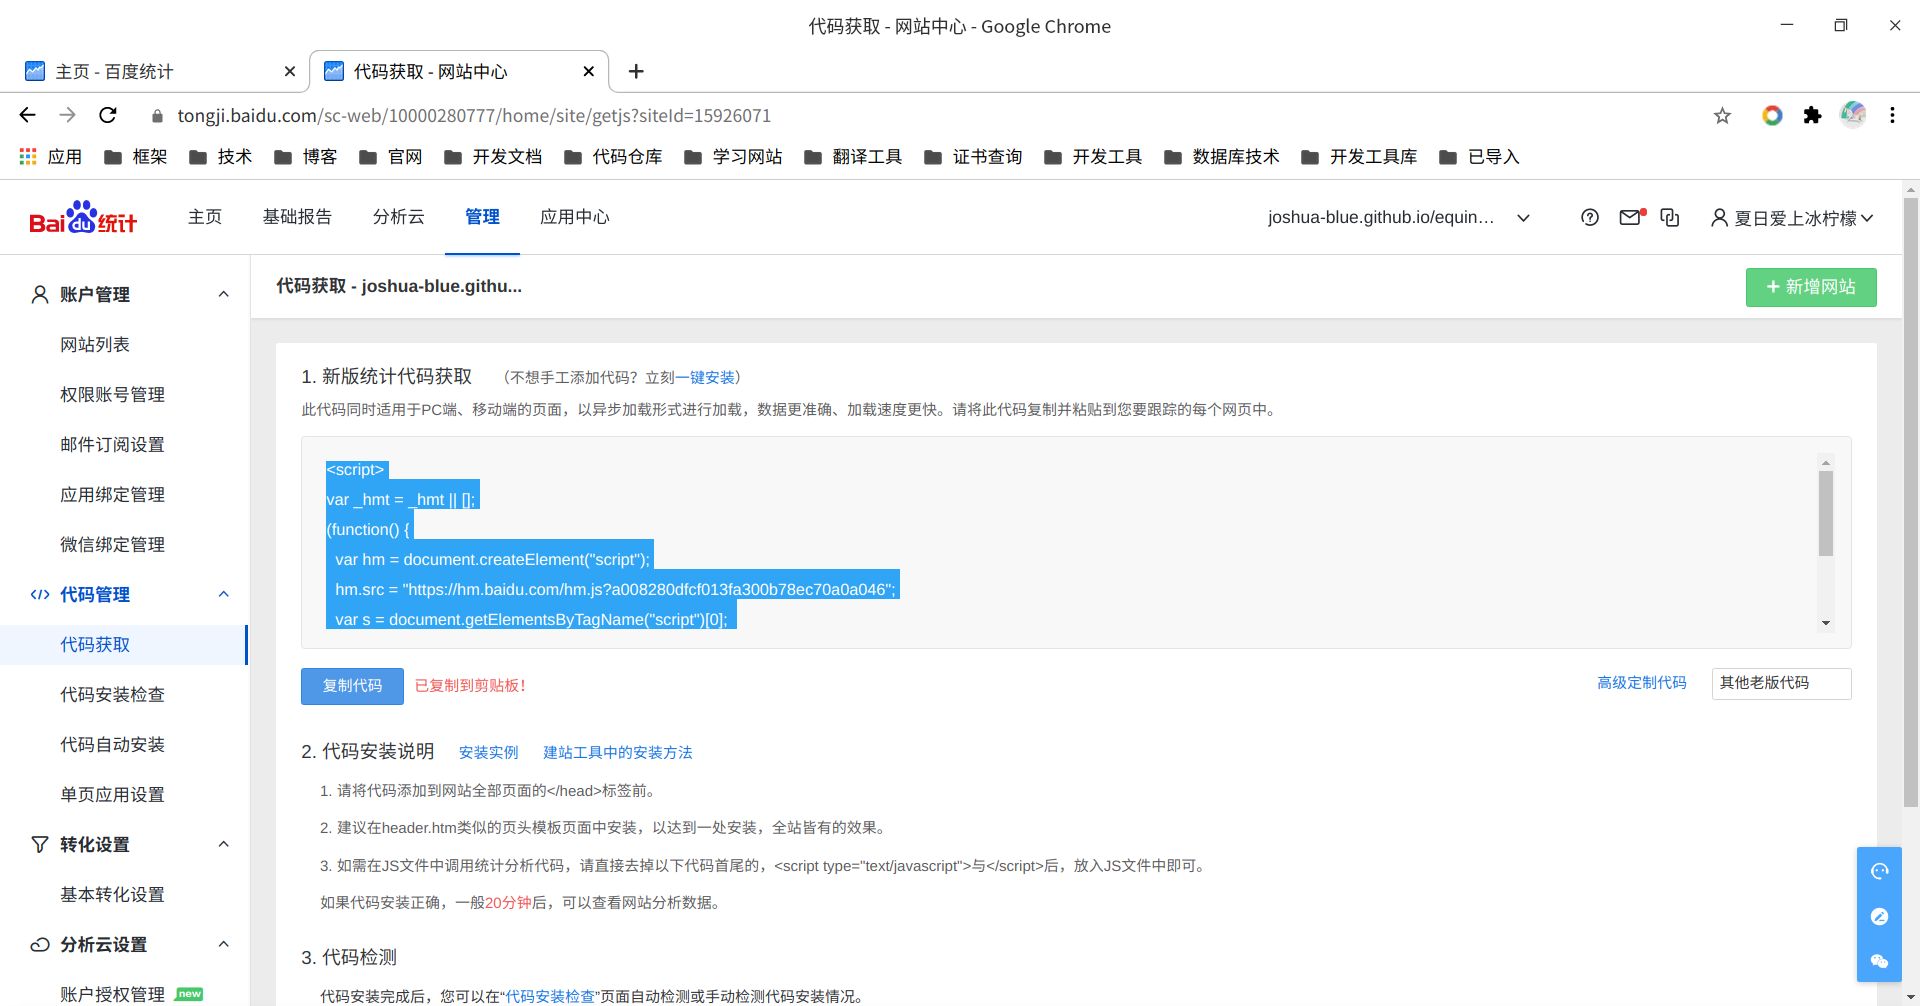 代码获取 - 网站中心 - Google Chrome
主页 - 百度统计
代码获取 - 网站中心
tongji.baidu.com/sc-web/10000280777/home/site/getjs?siteId=15926071
应用 框架 技术 博客 官网 开发文档 代码仓库 学习网站 翻译工具 证书查询 开发工具 数据库技术 开发工具库 已导入
Bai du 统计
主页 基础报告 分析云 管理 应用中心
joshua-blue.github.io/equin...
夏日爱上冰柠檬
账户管理
网站列表
权限账号管理
邮件订阅设置
应用绑定管理
微信绑定管理
代码管理
代码获取
代码安装检查
代码自动安装
单页应用设置
转化设置
基本转化设置
分析云设置
账户授权管理 new
代码获取 - joshua-blue.githu...
+ 新增网站
1. 新版统计代码获取 （不想手工添加代码？立刻一键安装）
此代码同时适用于PC端、移动端的页面，以异步加载形式进行加载，数据更准确、加载速度更快。请将此代码复制并粘贴到您要跟踪的每个网页中。
<script>
var _hmt = _hmt || [];
(function() {
var hm = document.createElement("script");
hm.src = "https://hm.baidu.com/hm.js?a008280dfcf013fa300b78ec70a0a046";
var s = document.getElementsByTagName("script")[0];
复制代码 已复制到剪贴板！
高级定制代码 其他老版代码
2. 代码安装说明 安装实例 建站工具中的安装方法
1. 请将代码添加到网站全部页面的</head>标签前。
2. 建议在header.htm类似的页头模板页面中安装，以达到一处安装，全站皆有的效果。
3. 如需在JS文件中调用统计分析代码，请直接去掉以下代码首尾的，<script type="text/javascript">与</script>后，放入JS文件中即可。
如果代码安装正确，一般20分钟后，可以查看网站分析数据。
3. 代码检测
代码安装完成后，您可以在“代码安装检查”页面自动检测或手动检测代码安装情况。